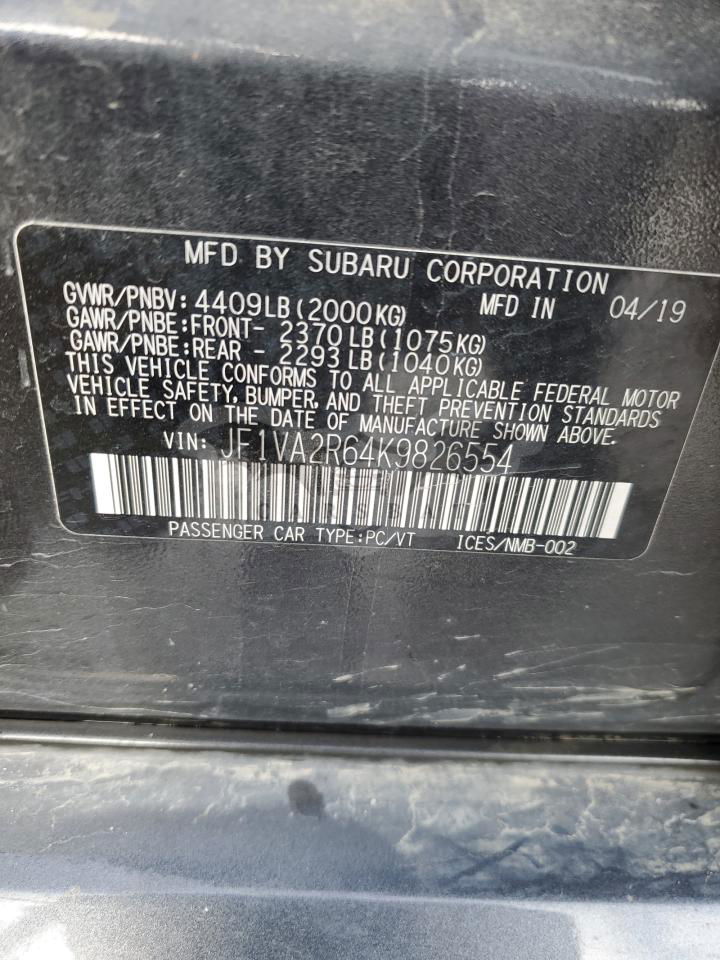 MFD BY SUBARU CORPORATION
GVWR/PNBV: 4409LB(2000KG) MFD IN 04/19
GAWR/PNBE:FRONT- 2370LB(1075KG)
GAWR/PNBE:REAR - 2293LB(1040KG)
THIS VEHICLE CONFORMS TO ALL APPLICABLE FEDERAL MOTOR
VEHICLE SAFETY, BUMPER, AND THEFT PREVENTION STANDARDS
IN EFFECT ON THE DATE OF MANUFACTURE SHOWN ABOVE.
VIN: JF1VA2R64K9826554
PASSENGER CAR TYPE:PC/VT ICES/NMB-002